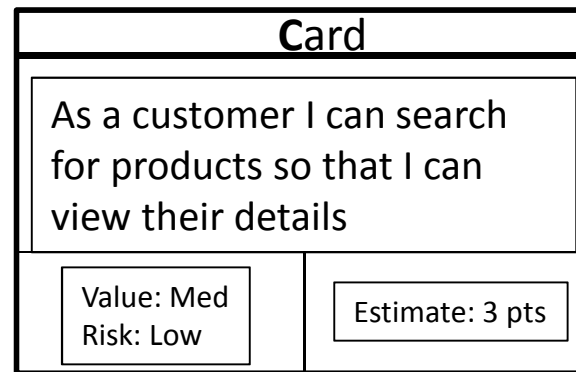 Card
As a customer I can search
for products so that I can
view their details
Value: Med
Risk: Low
Estimate: 3 pts